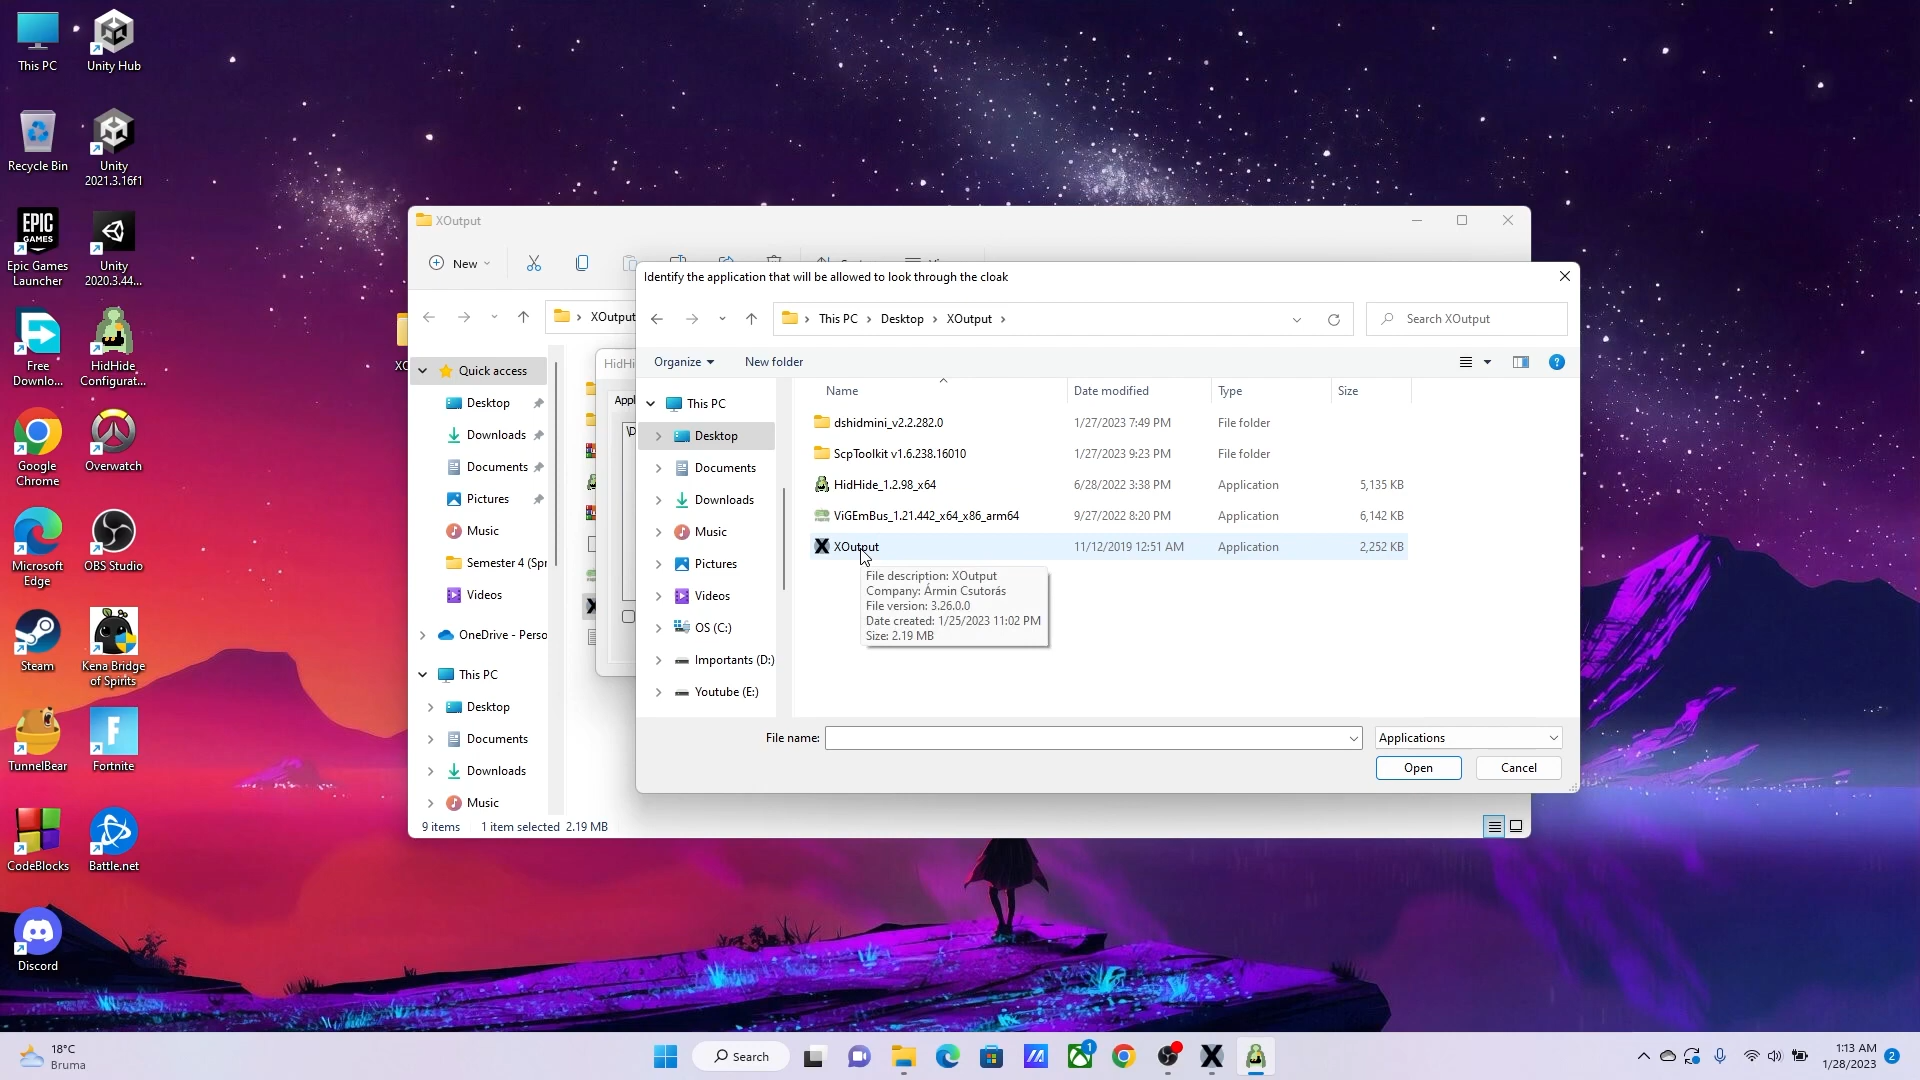 This PC
Unity Hub
Recycle Bin
Unity
2021.3.16f1
EPIC
GAMES
Epic Games
Launcher
Unity
2020.3.44...
Free
Downlo...
HidHide
Configurat...
Google
Chrome
Overwatch
Microsoft
Edge
OBS Studio
Steam
Kena Bridge
of Spirits
TunnelBear
Fortnite
CodeBlocks
Battle.net
Discord
XOutput
New
XOutput
Quick access
Desktop
Downloads
Documents
Pictures
Music
Semester 4 (Spr
Videos
OneDrive - Perso
This PC
Desktop
Documents
Downloads
Music
9 items
1 item selected 2.19 MB
HidHi
Appl
Identify the application that will be allowed to look through the cloak
This PC > Desktop > XOutput >
Search XOutput
Organize
New folder
This PC
Desktop
Documents
Downloads
Music
Pictures
Videos
OS (C:)
Importants (D:)
Youtube (E:)
Name Date modified Type Size
dshidmini_v2.2.282.0 1/27/2023 7:49 PM File folder
ScpToolkit v1.6.238.16010 1/27/2023 9:23 PM File folder
HidHide_1.2.98_x64 6/28/2022 3:38 PM Application 5,135 KB
ViGEmBus_1.21.442_x64_x86_arm64 9/27/2022 8:20 PM Application 6,142 KB
XOutput 11/12/2019 12:51 AM Application 2,252 KB
File description: XOutput
Company: Ármin Csutorás
File version: 3.26.0.0
Date created: 1/25/2023 11:02 PM
Size: 2.19 MB
File name:
Applications
Open
Cancel
18°C
Bruma
Search
1
1:13 AM
1/28/2023
2